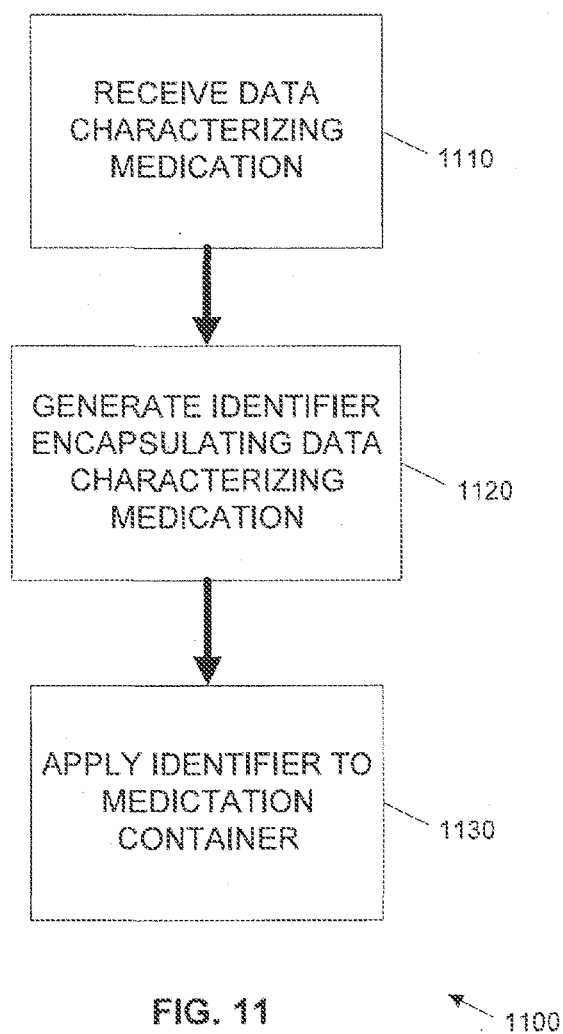 RECEIVE DATA
CHARACTERIZING
MEDICATION
1110
GENERATE IDENTIFIER
ENCAPSULATING DATA
CHARACTERIZING
MEDICATION
1120
APPLY IDENTIFIER TO
MEDICTATION
CONTAINER
1130
FIG. 11
1100